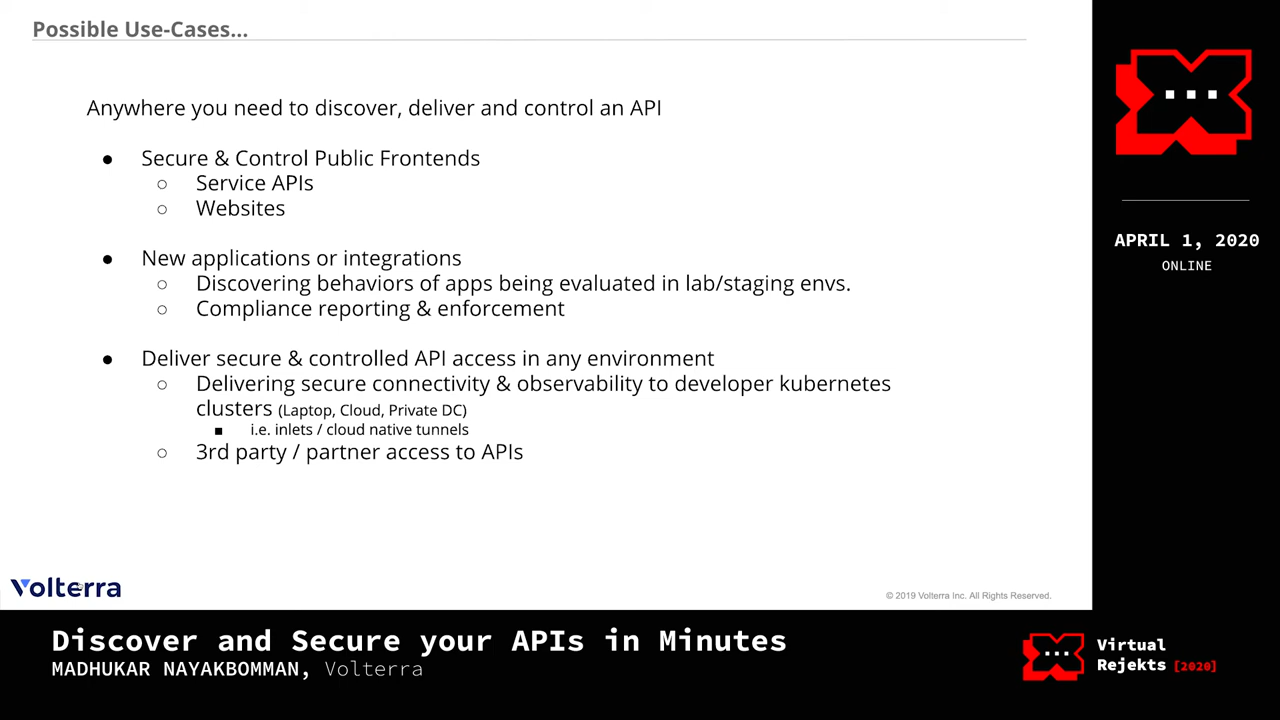 Possible Use-Cases...
Anywhere you need to discover, deliver and control an API
● Secure & Control Public Frontends
○ Service APIs
○ Websites
● New applications or integrations
○ Discovering behaviors of apps being evaluated in lab/staging envs.
○ Compliance reporting & enforcement
● Deliver secure & controlled API access in any environment
○ Delivering secure connectivity & observability to developer kubernetes
clusters (Laptop, Cloud, Private DC)
■ i.e. inlets / cloud native tunnels
○ 3rd party / partner access to APIs
Volterra
© 2019 Volterra Inc. All Rights Reserved.
APRIL 1, 2020
ONLINE
Discover and Secure your APIs in Minutes
MADHUKAR NAYAKBOMMAN, Volterra
Virtual
Rejekts [2020]